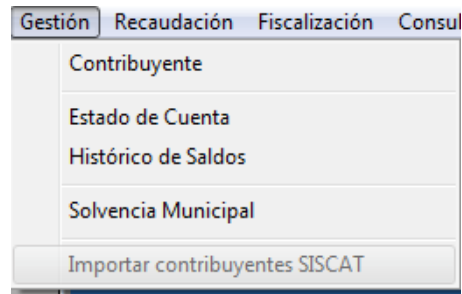 Gestión Recaudación Fiscalización Consul
Contribuyente
Estado de Cuenta
Histórico de Saldos
Solvencia Municipal
Importar contribuyentes SISCAT